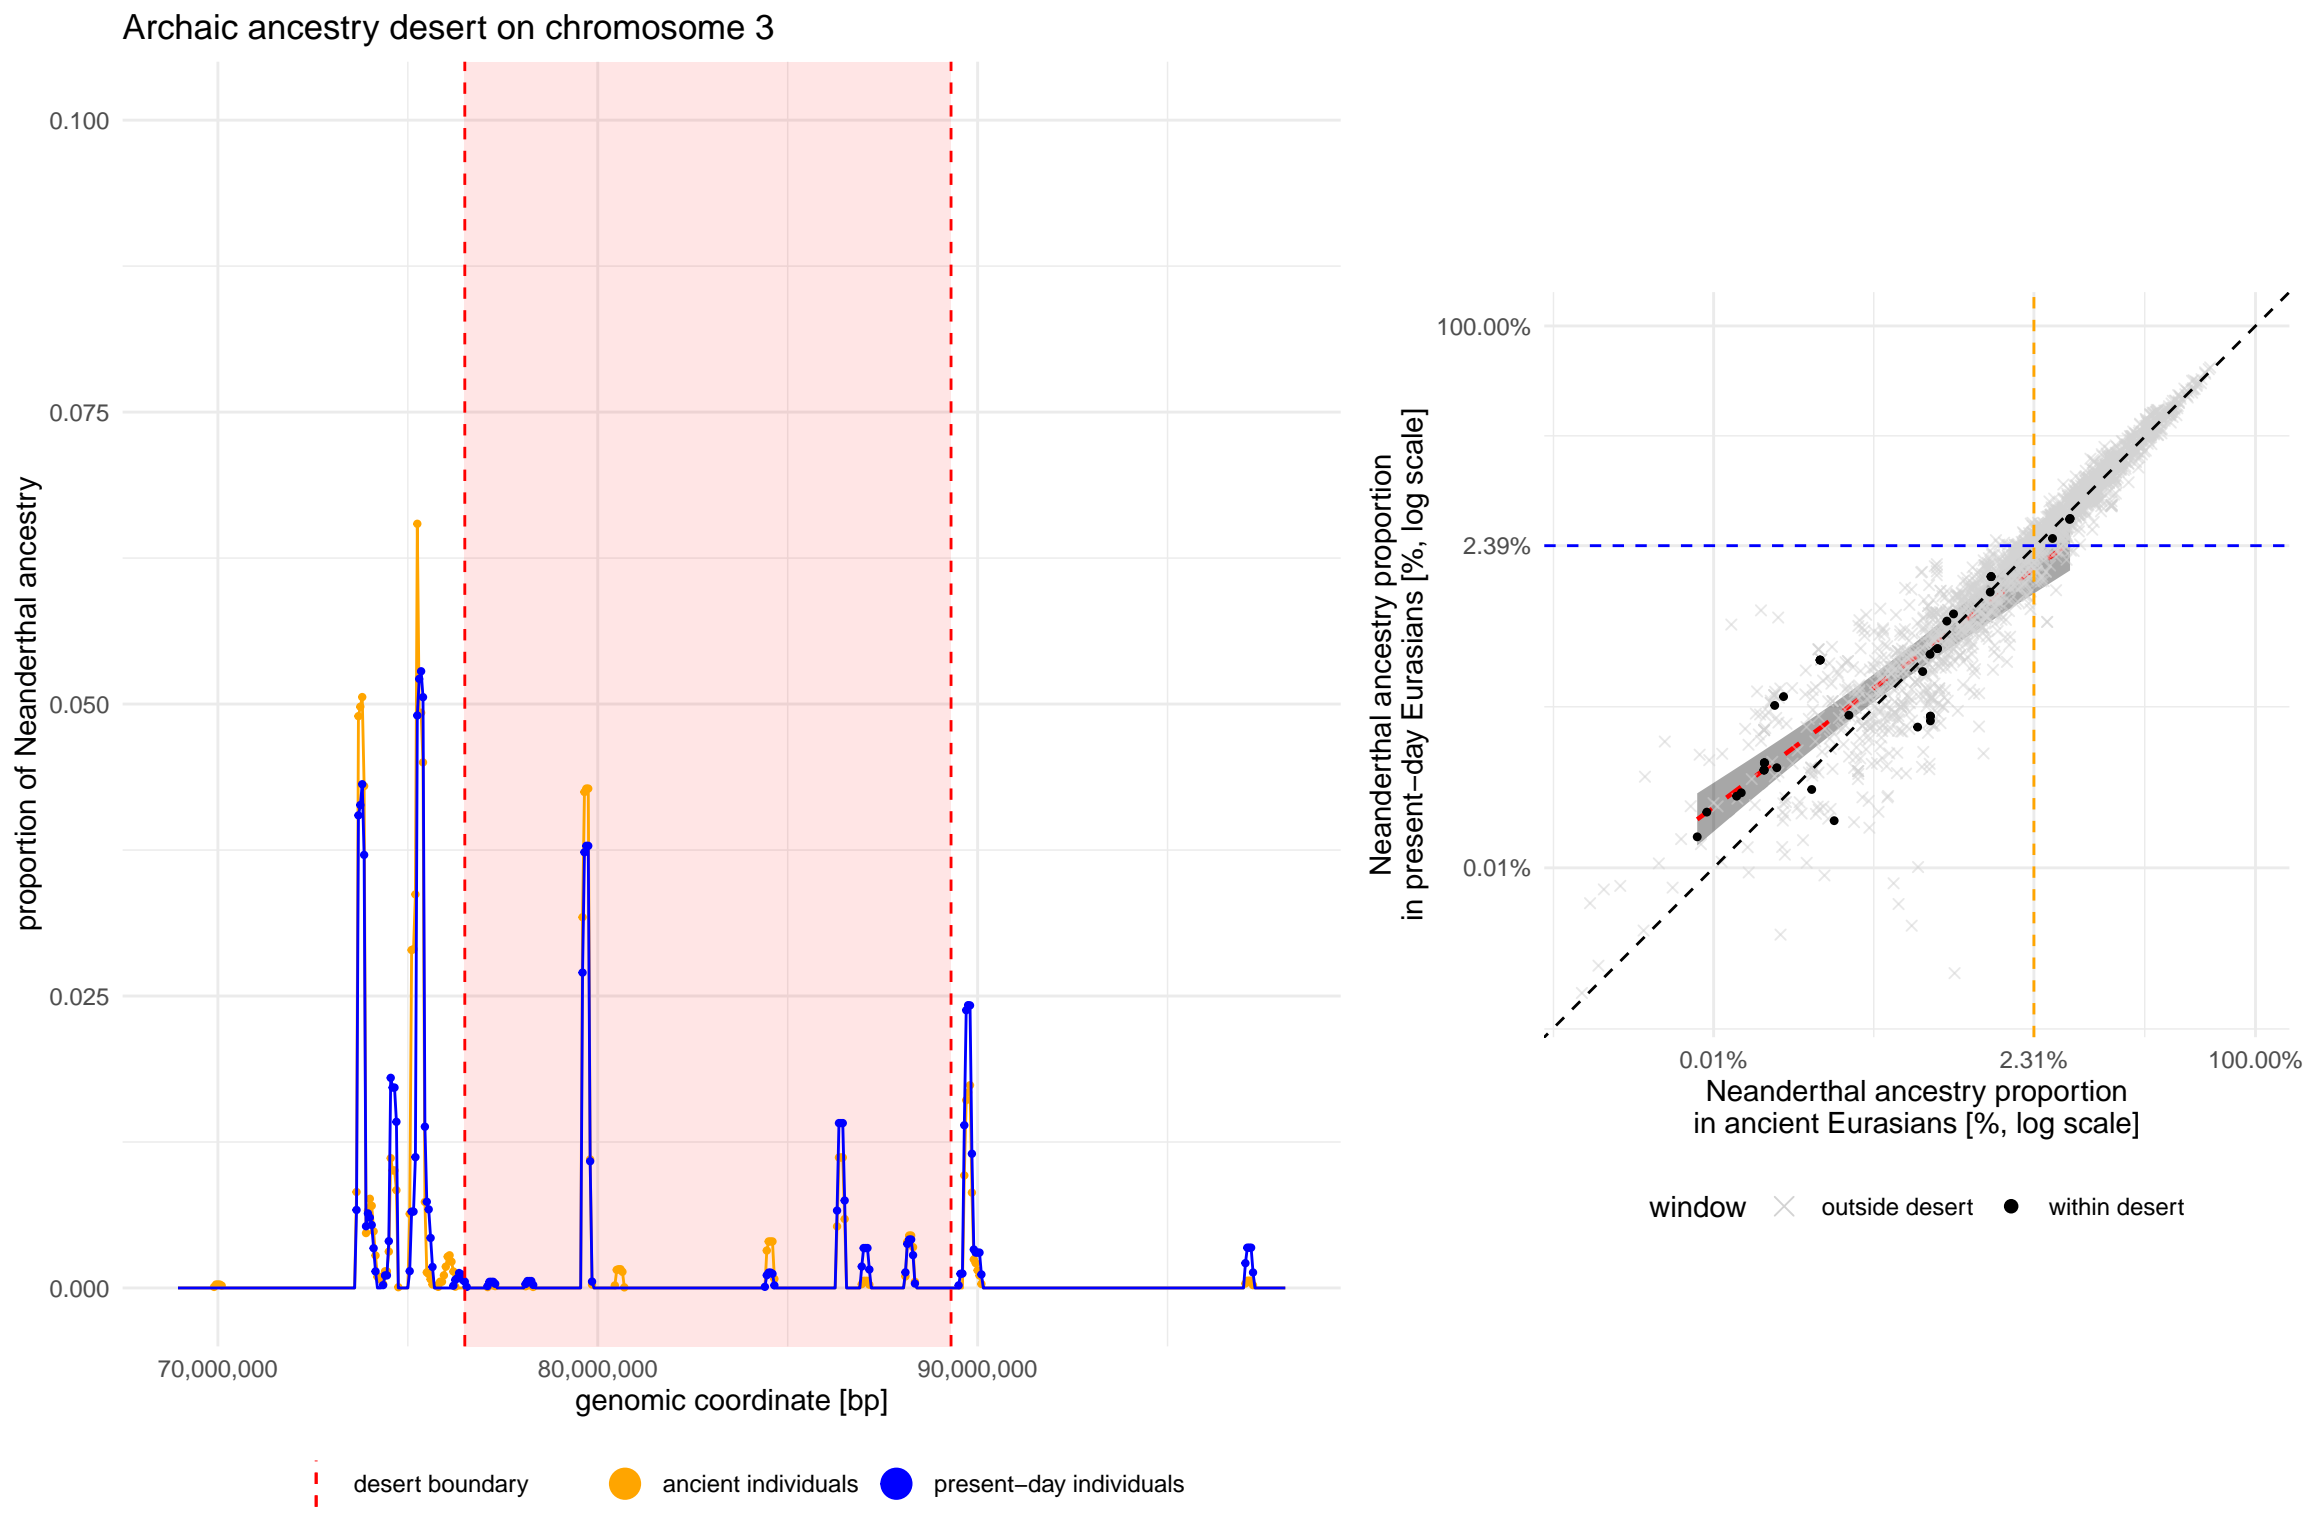 Archaic ancestry desert on chromosome 3
proportion of Neanderthal ancestry
0.100
0.075
0.050
0.025
0.000
70,000,000
80,000,000
90,000,000
genomic coordinate [bp]
desert boundary
ancient individuals
present−day individuals
Neanderthal ancestry proportion
in present−day Eurasians [%, log scale]
100.00%
2.39%
0.01%
0.01%
2.31%
100.00%
Neanderthal ancestry proportion
in ancient Eurasians [%, log scale]
window
outside desert
within desert